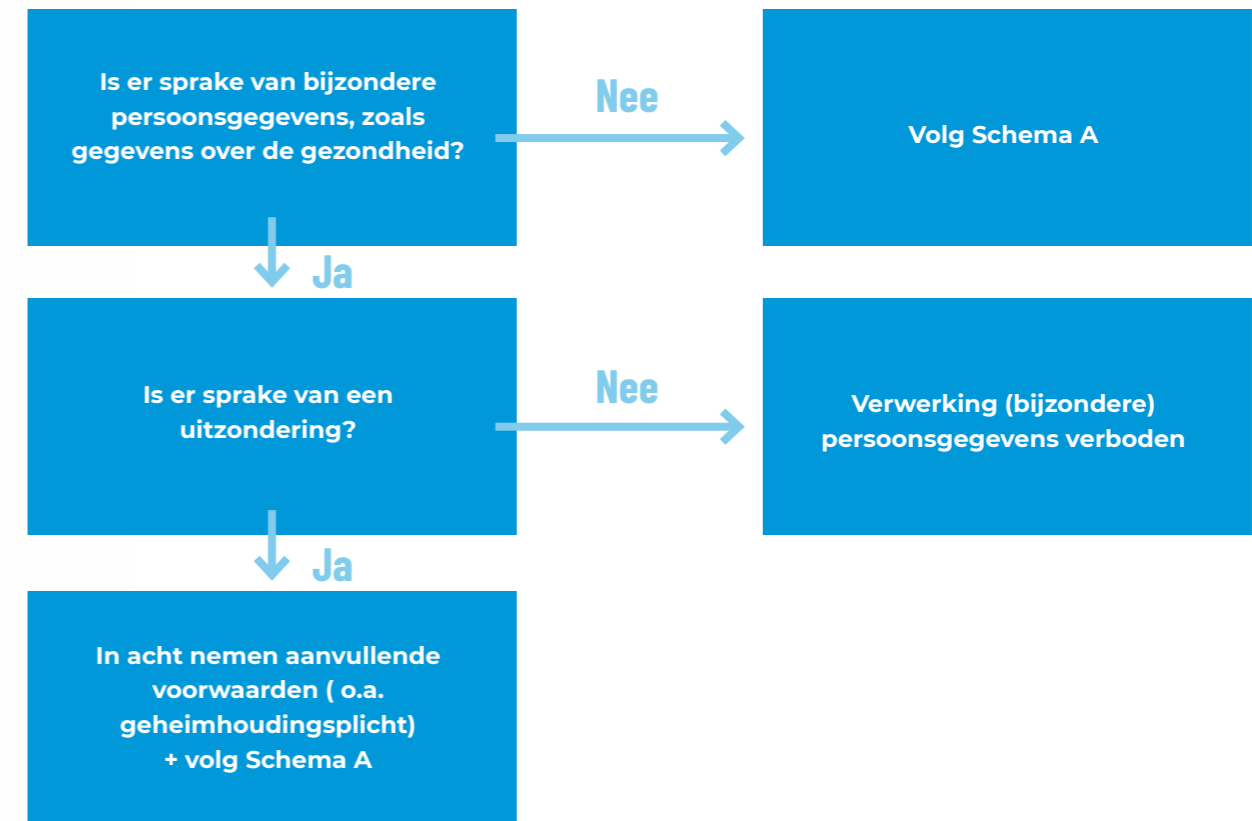 Is er sprake van bijzondere
persoonsgegevens, zoals
gegevens over de gezondheid?
Nee
Volg Schema A
Ja
Is er sprake van een
uitzondering?
Nee
Verwerking (bijzondere)
persoonsgegevens verboden
Ja
In acht nemen aanvullende
voorwaarden ( o.a.
geheimhoudingsplicht)
+ volg Schema A